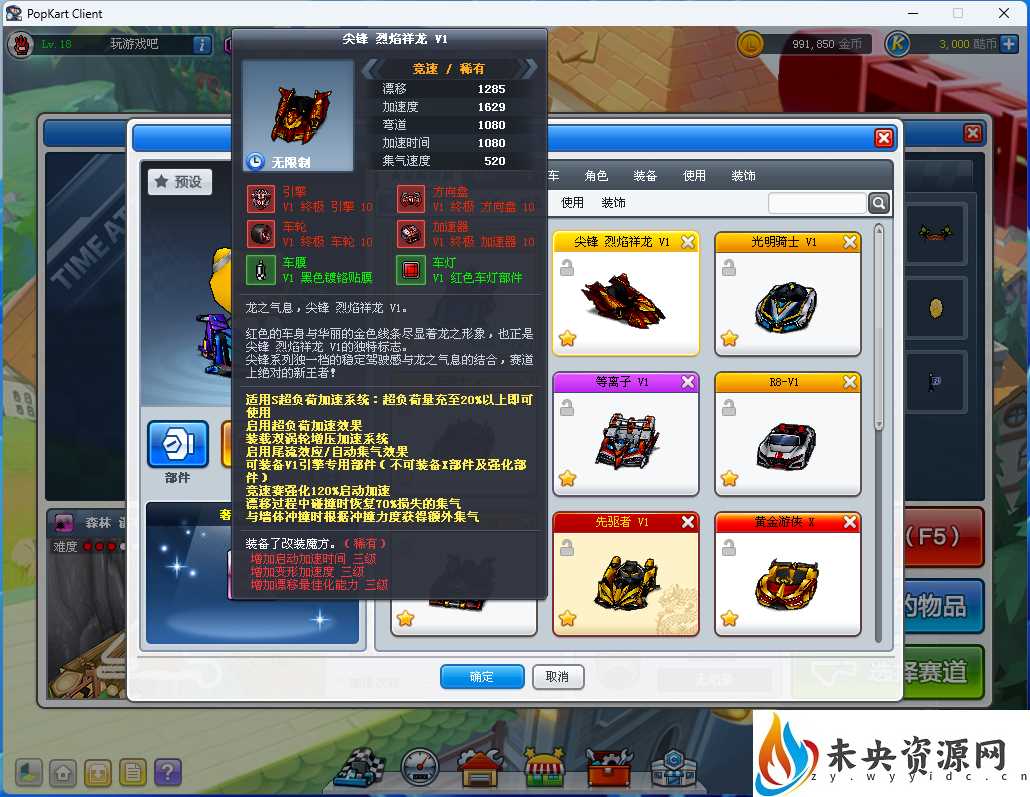 PopKart Client
Lv. 18 玩游戏吧
991,850 金币
3,000 酷币
尖锋 烈焰祥龙 V1
竞速 / 稀有
漂移 1285
加速度 1629
弯道 1080
加速时间 1080
集气速度 520
无限制
引擎
V1 终极 引擎 10
方向盘
V1 终极 方向盘 10
车轮
V1 终极 车轮 10
加速器
V1 终极 加速器 10
车膜
V1 黑色镀铬贴膜
车灯
V1 红色车灯部件
龙之气息，尖锋 烈焰祥龙 V1。
红色的车身与华丽的金色线条尽显著龙之形象，也正是
尖锋 烈焰祥龙 V1的独特标志。
尖锋系列独一档的稳定驾驶感与龙之气息的结合，赛道
上绝对的新王者!
适用S超负荷加速系统：超负荷量充至20%以上即可
使用
启用超负荷加速效果
装载双涡轮增压加速系统
启用尾流效应/自动集气效果
可装备V1引擎专用部件（不可装备X部件及强化部
件）
竞速赛强化120%启动加速
漂移过程中碰撞时恢复70%损失的集气
与墙体冲撞时根据冲撞力度获得额外集气
装备了改装魔方。（稀有）
增加启动加速时间 三级
增加变形加速度 三级
增加漂移最佳化能力 三级
TIME AT
预设
部件
车 角色 装备 使用 装饰
使用 装饰
尖锋 烈焰祥龙 V1
光明骑士 V1
等离子 V1
R8-V1
先驱者 V1
黄金游侠 X
森林
难度
(F5)
的物品
选择赛道
确定
取消
未央资源网
zy.wyyidc.cn